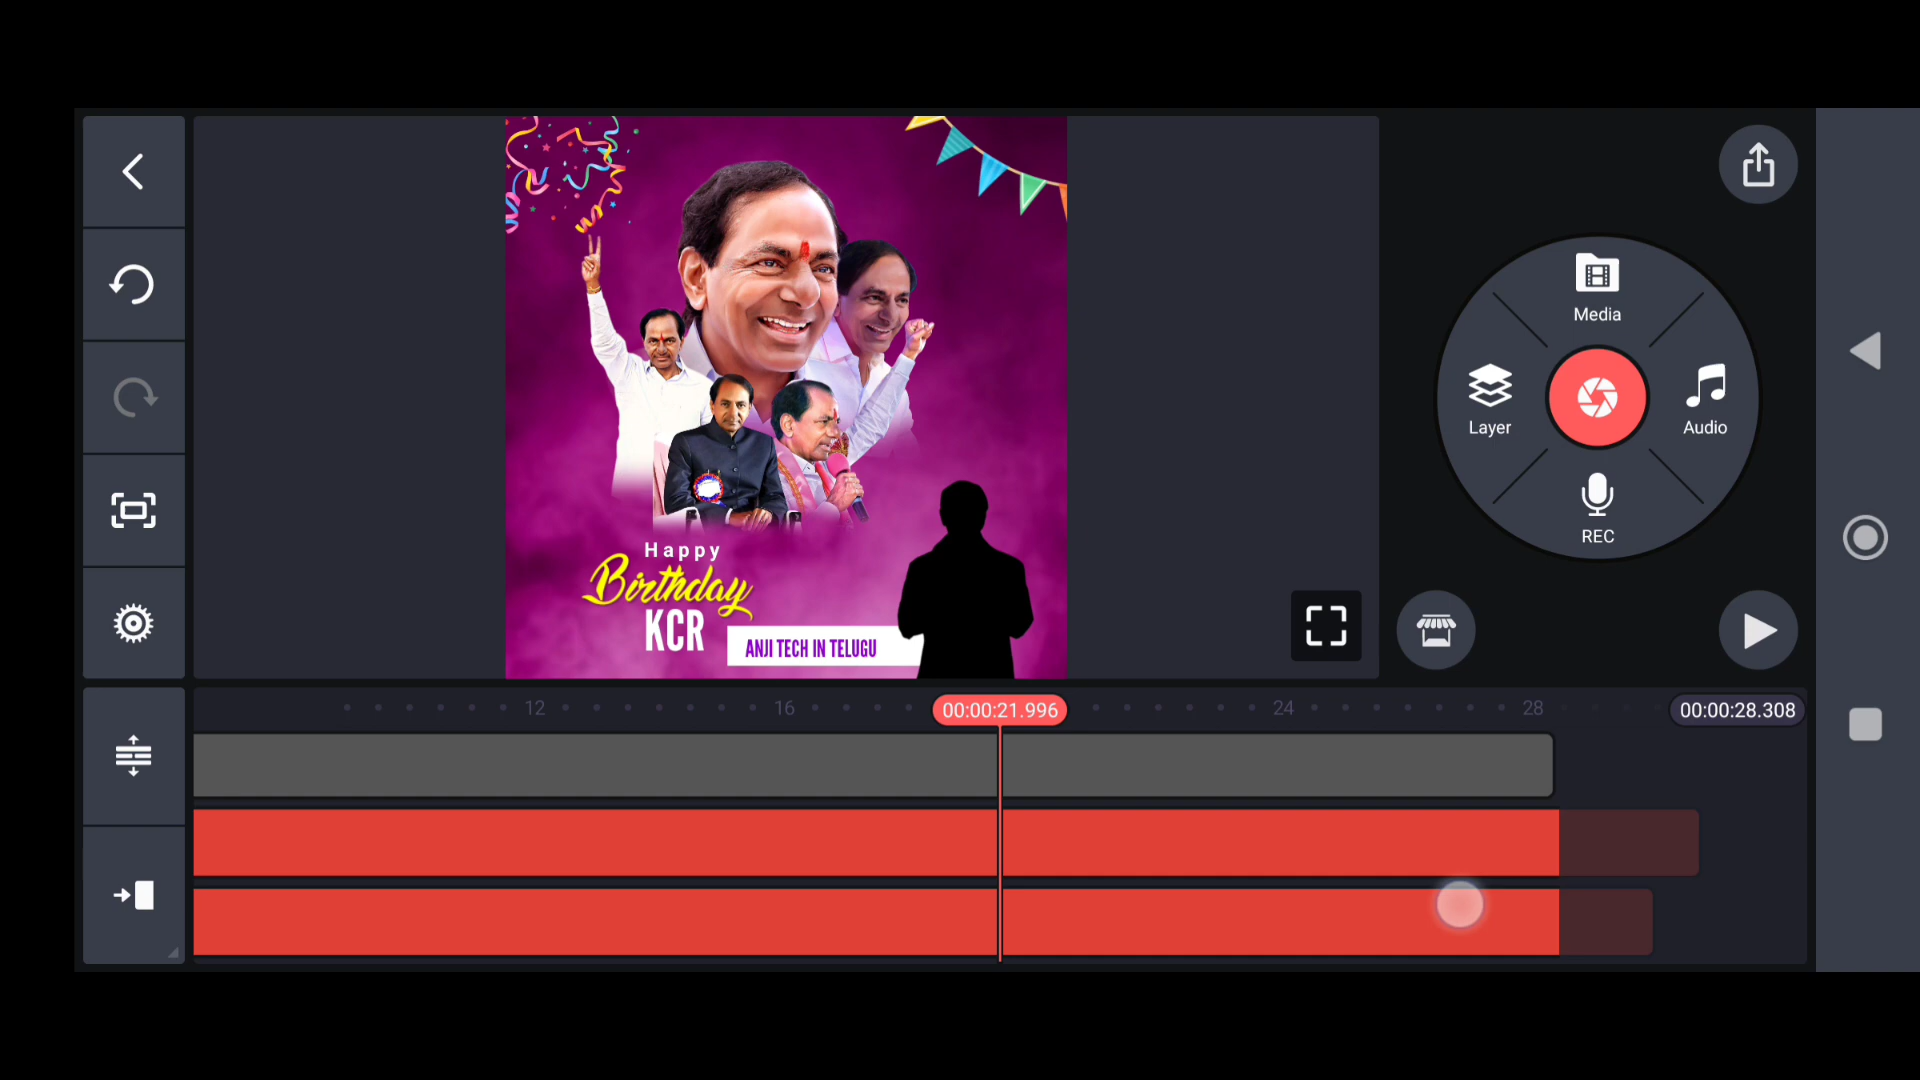 Happy
Birthday
KCR
ANJI TECH IN TELUGU
Media
Layer
Audio
REC
12
16
00:00:21.996
24
28
00:00:28.308